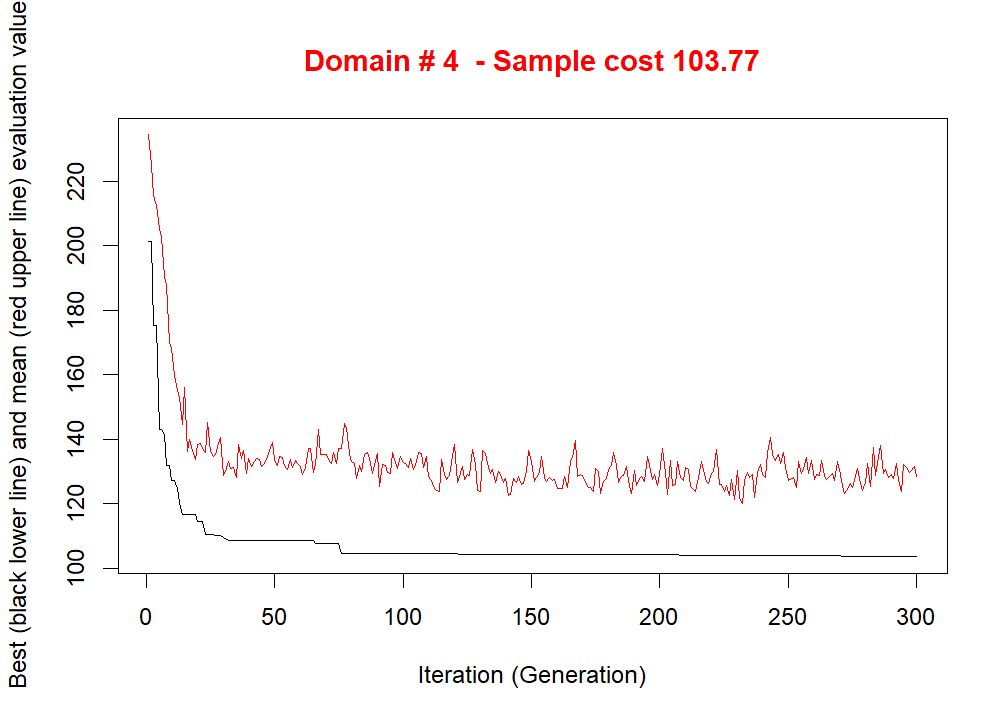 Domain # 4 - Sample cost 103.77
Best (black lower line) and mean (red upper line) evaluation value
220
200
180
160
140
120
100
0 50 100 150 200 250 300
Iteration (Generation)